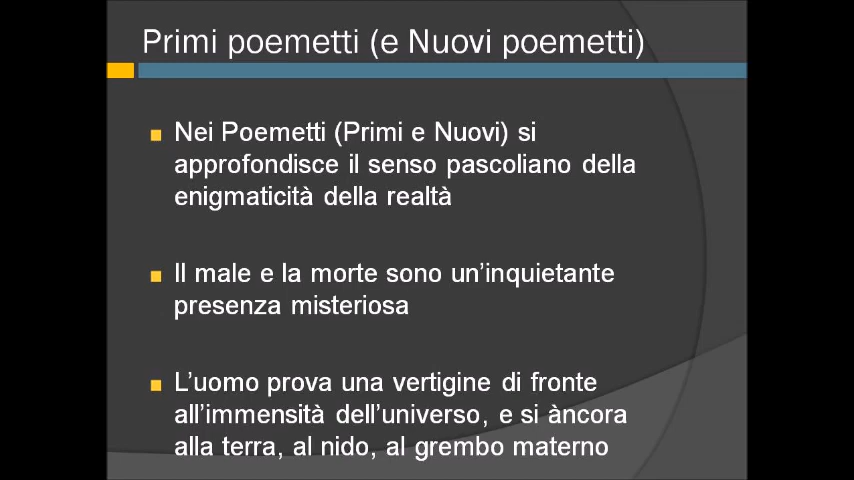 Primi poemetti (e Nuovi poemetti)
Nei Poemetti (Primi e Nuovi) si
approfondisce il senso pascoliano della
enigmaticità della realtà
Il male e la morte sono un'inquietante
presenza misteriosa
L'uomo prova una vertigine di fronte
all'immensità dell'universo, e si àncora
alla terra, al nido, al grembo materno